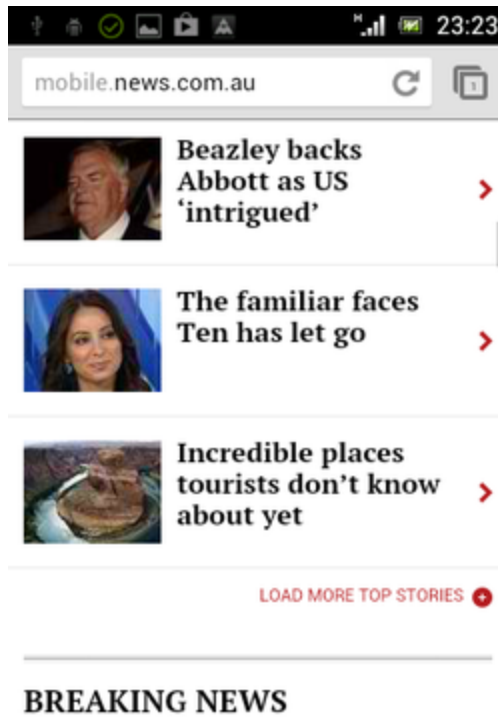 H
23:23
mobile.news.com.au
1
Beazley backs
Abbott as US
‘intrigued’
The familiar faces
Ten has let go
Incredible places
tourists don’t know
about yet
LOAD MORE TOP STORIES
BREAKING NEWS